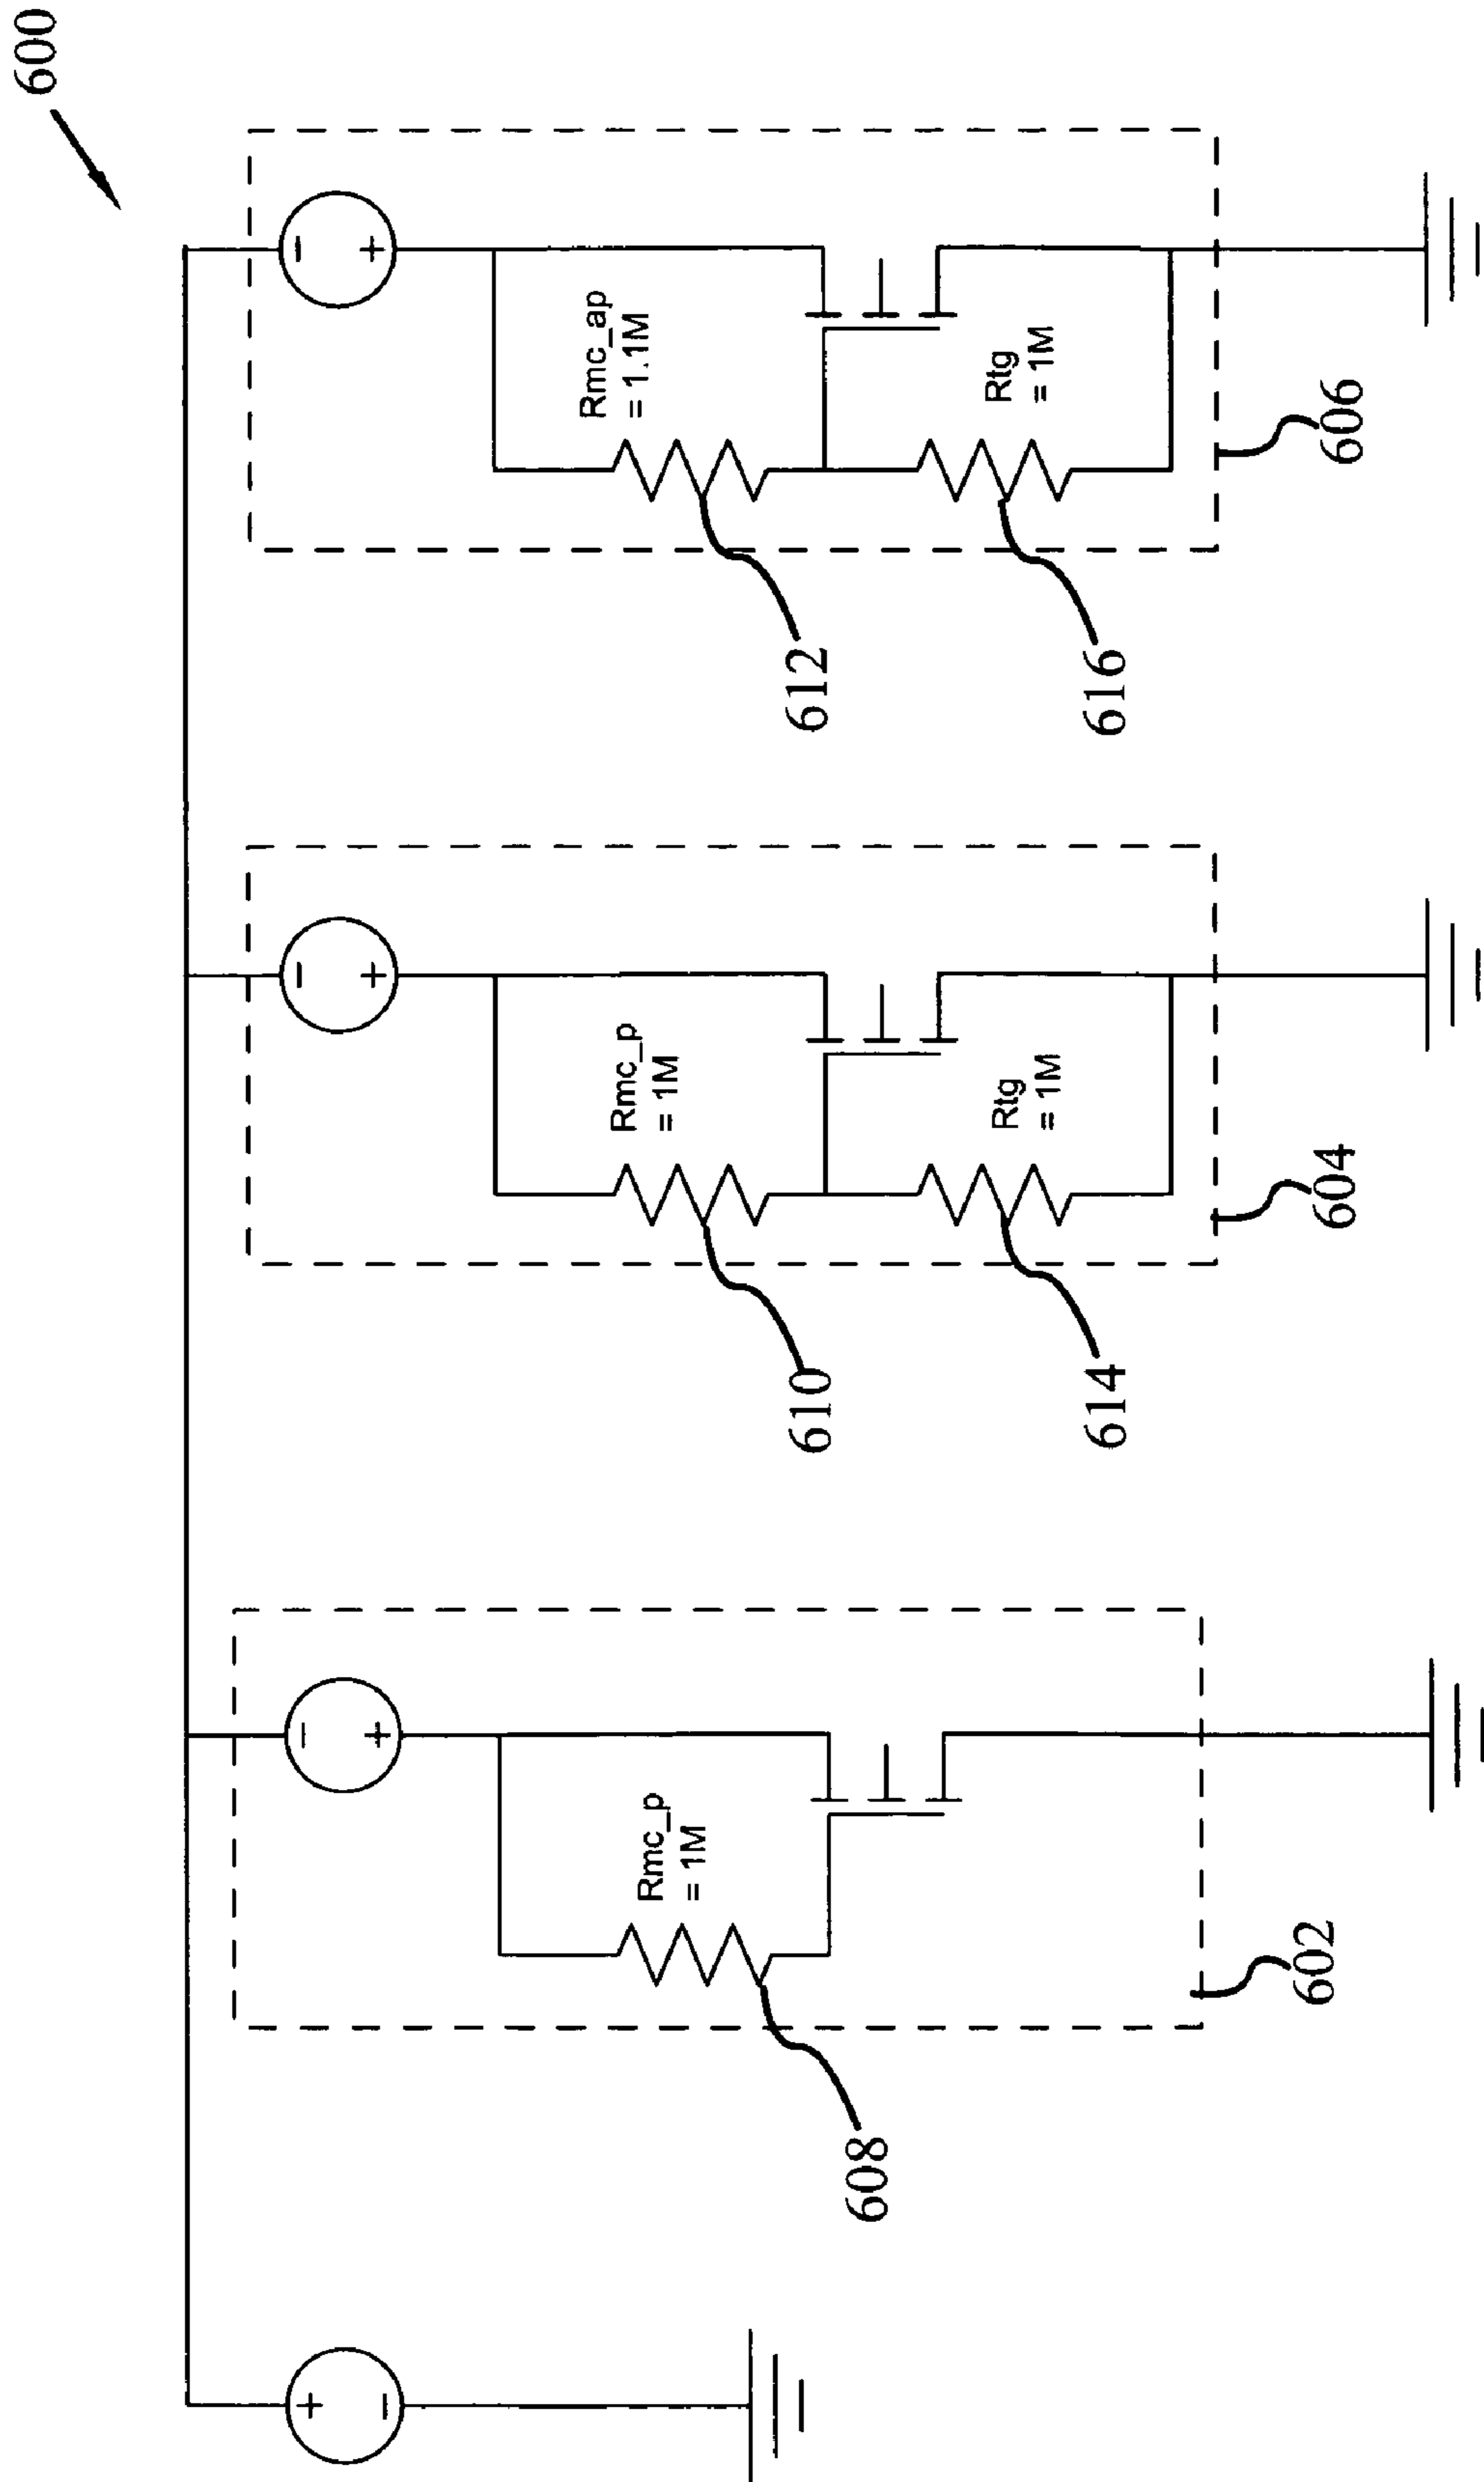 600
Rmc_p
= 1M
608
602
Rmc_p
= 1M
610
Rtg
= 1M
614
604
Rmc_ap
= 1.1M
612
Rtg
= 1M
616
606
+
-
-
+
-
+
-
+